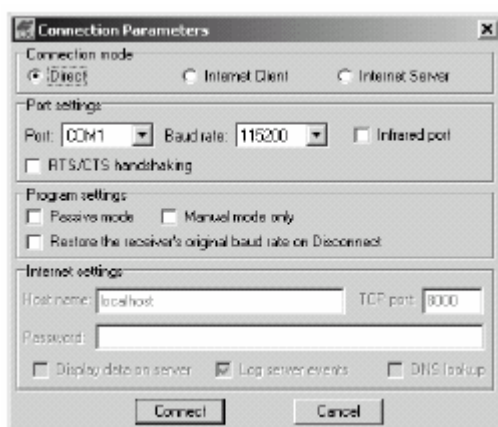 Connection Parameters
Connection mode
Direct Internet Client Internet Server
Port settings
Port: COM1 Baud rate: 115200 Infrared port
RTS/CTS handshaking
Program settings
Passive mode Manual mode only
Restore the receiver's original baud rate on Disconnect
Internet settings
Host name: localhost TCP port: 8000
Password:
Display data on server Log server events DNS lookup
Connect Cancel